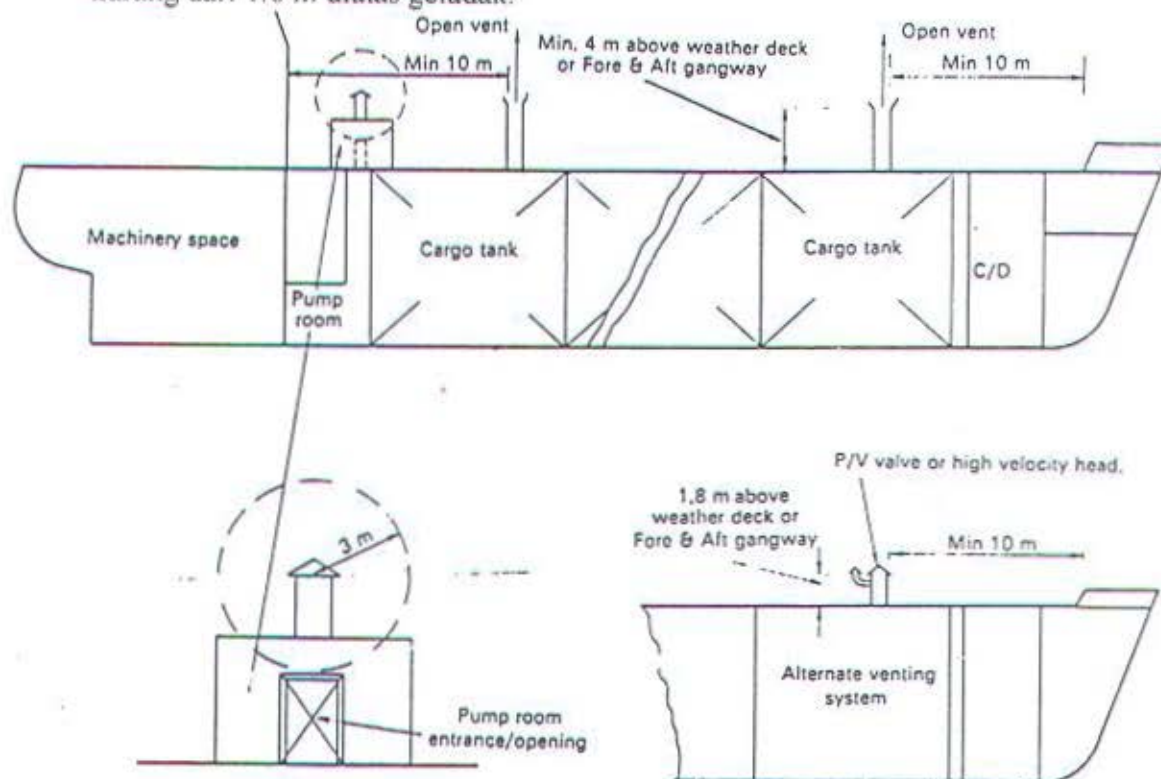 Open vent
Min 10 m
Min. 4 m above weather deck
or Fore & Aft gangway
Open vent
Min 10 m
Machinery space
Cargo tank
Cargo tank
C/D
Pump
room
P/V valve or high velocity head.
1,8 m above
weather deck or
Fore & Aft gangway
Min 10 m
3 m
Alternate venting
system
Pump room
entrance/opening